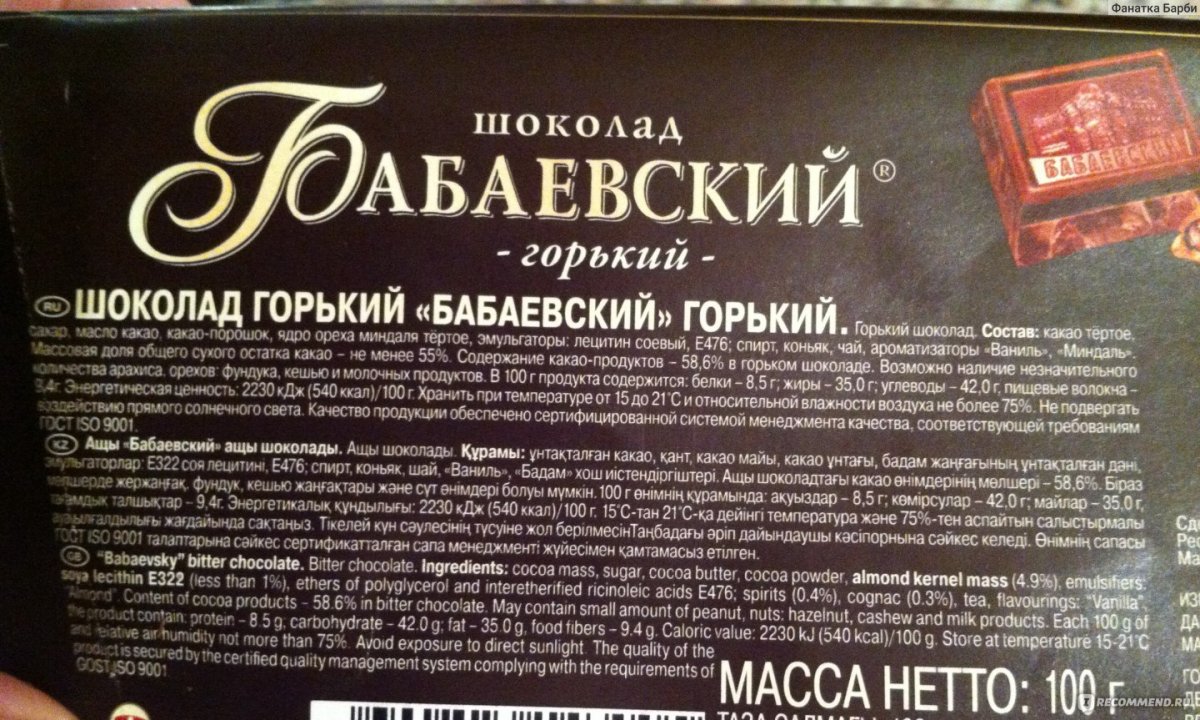 Фанатка Барби
шоколад
Бабаевский®
- горький -
БАБАЕВСКИЙ
RU ШОКОЛАД ГОРЬКИЙ «БАБАЕВСКИЙ» ГОРЬКИЙ. Горький шоколад. Состав: какао тёртое,
сахар, масло какао, какао-порошок, ядро ореха миндаля тёртое, эмульгаторы: лецитин соевый, Е476; спирт, коньяк, чай, ароматизаторы «Ваниль», «Миндаль».
Массовая доля общего сухого остатка какао – не менее 55%. Содержание какао-продуктов – 58,6% в горьком шоколаде. Возможно наличие незначительного
количества арахиса, орехов: фундука, кешью и молочных продуктов. В 100 г продукта содержится: белки – 8,5 г; жиры – 35,0 г; углеводы – 42,0 г, пищевые волокна –
9,4г. Энергетическая ценность: 2230 кДж (540 ккал)/100 г. Хранить при температуре от 15 до 21˚С и относительной влажности воздуха не более 75%. Не подвергать
воздействию прямого солнечного света. Качество продукции обеспечено сертифицированной системой менеджмента качества, соответствующей требованиям
ГОСТ ISO 9001.
KZ Ащы «Бабаевский» ащы шоколады. Ащы шоколады. Құрамы: ұнтақталған какао, қант, какао майы, какао ұнтағы, бадам жаңғағының ұнтақталған дәні,
эмульгаторлар: Е322 соя лецитині, Е476; спирт, коньяк, шай, «Ваниль», «Бадам» хош иістендіргіштері. Ащы шоколадтағы какао өнімдерінің мөлшері – 58,6%. Біраз
мөлшерде жержаңғақ, фундук, кешью жаңғақтары және сүт өнімдері болуы мүмкін. 100 г өнімнің құрамында: ақуыздар – 8,5 г; көмірсулар – 42,0 г; майлар – 35,0 г,
тағамдық талшықтар – 9,4г. Энергетикалық құндылығы: 2230 кДж (540 ккал)/100 г. 15˚С-тан 21˚С-қа дейінгі температура және 75%-тен аспайтын салыстырмалы
ауа ылғалдылығы жағдайында сақтаңыз. Тікелей күн сәулесінің түсуіне жол берілмесінТаңбадағы әріп дайындаушы кәсіпорнына сәйкес келеді. Өнімнің сапасы
ГОСТ ISO 9001 талаптарына сәйкес сертификатталған сапа менеджменті жүйесімен қамтамасыз етілген.
GB "Babaevsky" bitter chocolate. Bitter chocolate. Ingredients: cocoa mass, sugar, cocoa butter, cocoa powder, almond kernel mass (4.9%), emulsifiers:
soya lecithin E322 (less than 1%), ethers of polyglycerol and interetherified ricinoleic acids E476; spirits (0.4%), cognac (0.3%), tea, flavourings: "Vanilla",
"Almond". Content of cocoa products – 58.6% in bitter chocolate. May contain small amount of peanut, nuts: hazelnut, cashew and milk products. Each 100 g of
the product contain: protein – 8.5 g, carbohydrate – 42.0 g; fat – 35.0 g, food fibers – 9.4 g. Caloric value: 2230 kJ (540 kcal)/100 g. Store at temperature 15-21˚C
and relative air humidity not more than 75%. Avoid exposure to direct sunlight. The quality of the
product is secured by the certified quality management system complying with the requirements of
GOST ISO 9001
МАССА НЕТТО: 100 г
RECOMMEND.RU